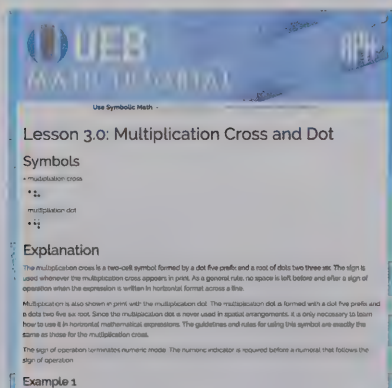 UEB
MATH TUTORIAL
APH
Use Symbolic Math
Lesson 3.0: Multiplication Cross and Dot
Symbols
multiplication cross
⠐⠦
multiplication dot
⠐⠲
Explanation
The multiplication cross is a two-cell symbol formed by a dot five prefix and a root of dots two three six. The sign is
used whenever the multiplication cross appears in print. As a general rule, no space is left before and after a sign of
operation when the expression is written in horizontal format across a line.
Multiplication is also shown in print with the multiplication dot. The multiplication dot is formed with a dot five prefix and
a dots two five six root. Since the multiplication dot is never used in spatial arrangements, it is only necessary to learn
how to use it in horizontal mathematical expressions. The guidelines and rules for using this symbol are exactly the
same as those for the multiplication cross.
The sign of operation terminates numeric mode. The numeric indicator is required before a numeral that follows the
sign of operation
Example 1